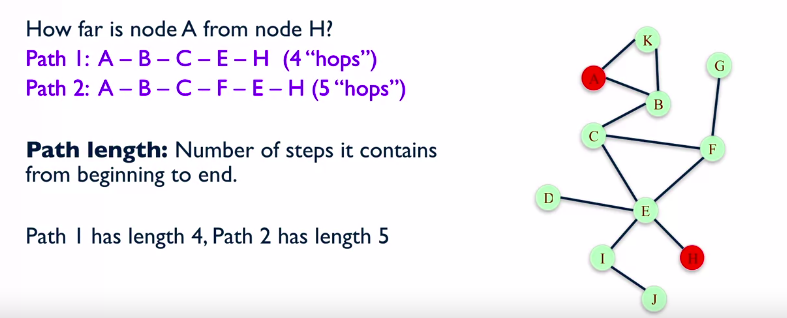 How far is node A from node H?
Path 1: A – B – C – E – H (4 “hops”)
Path 2: A – B – C – F – E – H (5 “hops”)
Path length: Number of steps it contains
from beginning to end.
Path 1 has length 4, Path 2 has length 5
K
G
A
B
C
F
D
E
I
H
J